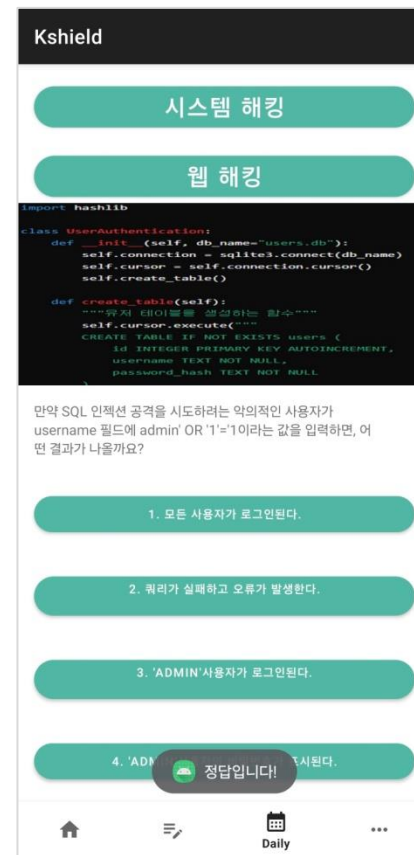 Kshield
시스템 해킹
웹 해킹
import hashlib
class UserAuthentication:
def __init__(self, db_name="users.db"):
self.connection = sqlite3.connect(db_name)
self.cursor = self.connection.cursor()
self.create_table()
def create_table(self):
"""유저 테이블를 생성하는 함수"""
self.cursor.execute("""
CREATE TABLE IF NOT EXISTS users (
id INTEGER PRIMARY KEY AUTOINCREMENT,
username TEXT NOT NULL,
password_hash TEXT NOT NULL
만약 SQL 인젝션 공격을 시도하려는 악의적인 사용자가
username 필드에 admin' OR '1'='1이라는 값을 입력하면, 어
떤 결과가 나올까요?
1. 모든 사용자가 로그인된다.
2. 쿼리가 실패하고 오류가 발생한다.
3. 'ADMIN'사용자가 로그인된다.
4. 'ADM
정답입니다!
시된다.
Daily